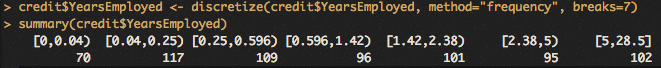 > credit$YearsEmployed <- discretize(credit$YearsEmployed, method="frequency", breaks=7)
> summary(credit$YearsEmployed)
[0,0.04) [0.04,0.25) [0.25,0.596) [0.596,1.42) [1.42,2.38) [2.38,5) [5,28.5]
70 117 109 96 101 95 102